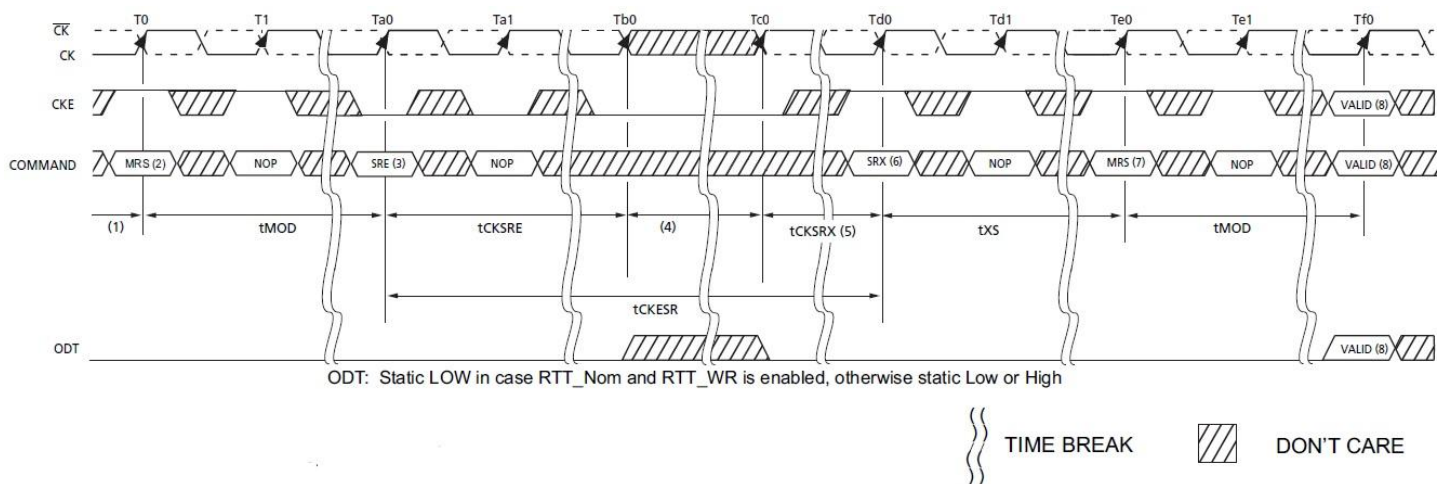 T0 T1 Ta0 Ta1 Tb0 Tc0 Td0 Td1 Te0 Te1 Tf0
CK
CK
CKE VALID (8)
COMMAND MRS (2) NOP SRE (3) NOP SRX (6) NOP MRS (7) NOP VALID (8)
(1) tMOD tCKSRE (4) tCKSRX (5) tXS tMOD
tCKESR
ODT VALID (8)
ODT: Static LOW in case RTT_Nom and RTT_WR is enabled, otherwise static Low or High
TIME BREAK DON'T CARE